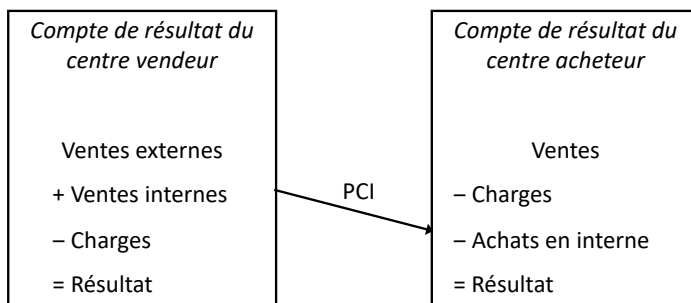 Compte de résultat du
centre vendeur
Ventes externes
+ Ventes internes
– Charges
= Résultat
PCI
Compte de résultat du
centre acheteur
Ventes
– Charges
– Achats en interne
= Résultat